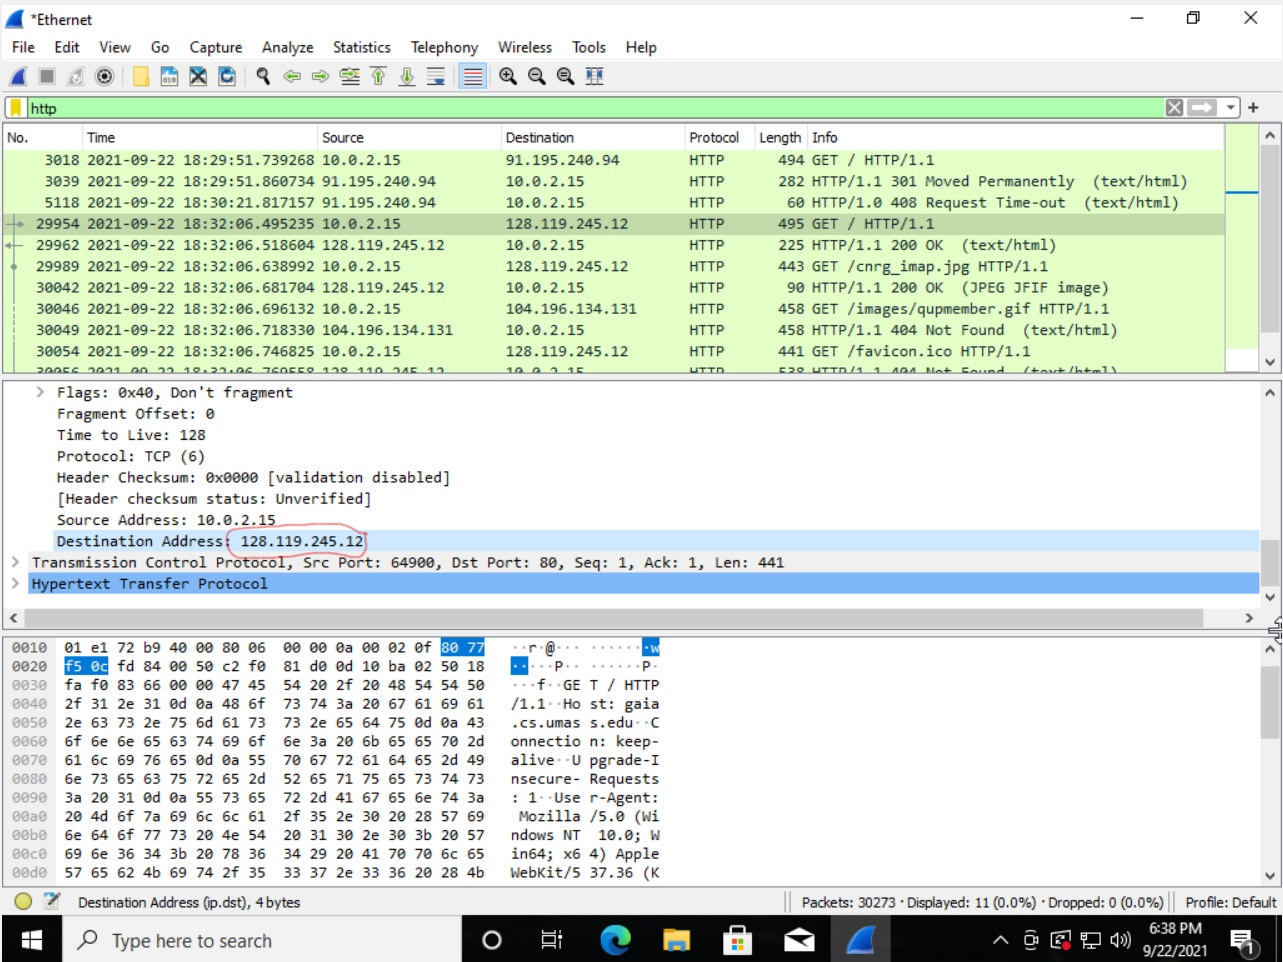 *Ethernet
File Edit View Go Capture Analyze Statistics Telephony Wireless Tools Help
http
No. Time Source Destination Protocol Length Info
3018 2021-09-22 18:29:51.739268 10.0.2.15 91.195.240.94 HTTP 494 GET / HTTP/1.1
3039 2021-09-22 18:29:51.860734 91.195.240.94 10.0.2.15 HTTP 282 HTTP/1.1 301 Moved Permanently (text/html)
5118 2021-09-22 18:30:21.817157 91.195.240.94 10.0.2.15 HTTP 60 HTTP/1.0 408 Request Time-out (text/html)
29954 2021-09-22 18:32:06.495235 10.0.2.15 128.119.245.12 HTTP 495 GET / HTTP/1.1
29962 2021-09-22 18:32:06.518604 128.119.245.12 10.0.2.15 HTTP 225 HTTP/1.1 200 OK (text/html)
29989 2021-09-22 18:32:06.638992 10.0.2.15 128.119.245.12 HTTP 443 GET /cnrg_imap.jpg HTTP/1.1
30042 2021-09-22 18:32:06.681704 128.119.245.12 10.0.2.15 HTTP 90 HTTP/1.1 200 OK (JPEG JFIF image)
30046 2021-09-22 18:32:06.696132 10.0.2.15 104.196.134.131 HTTP 458 GET /images/qupmember.gif HTTP/1.1
30049 2021-09-22 18:32:06.718330 104.196.134.131 10.0.2.15 HTTP 458 HTTP/1.1 404 Not Found (text/html)
30054 2021-09-22 18:32:06.746825 10.0.2.15 128.119.245.12 HTTP 441 GET /favicon.ico HTTP/1.1
30056 2021-09-22 18:32:06.769558 128.119.245.12 10.0.2.15 HTTP 538 HTTP/1.1 404 Not Found (text/html)
Flags: 0x40, Don't fragment
Fragment Offset: 0
Time to Live: 128
Protocol: TCP (6)
Header Checksum: 0x0000 [validation disabled]
[Header checksum status: Unverified]
Source Address: 10.0.2.15
Destination Address: 128.119.245.12
Transmission Control Protocol, Src Port: 64900, Dst Port: 80, Seq: 1, Ack: 1, Len: 441
Hypertext Transfer Protocol
0010 01 e1 72 b9 40 00 80 06 00 00 0a 00 02 0f 80 77 ··r·@··· ·······w
0020 f5 0c fd 84 00 50 c2 f0 81 d0 0d 10 ba 02 50 18 ·····P·· ······P·
0030 fa f0 83 66 00 00 47 45 54 20 2f 20 48 54 54 50 ···f··GE T / HTTP
0040 2f 31 2e 31 0d 0a 48 6f 73 74 3a 20 67 61 69 61 /1.1··Ho st: gaia
0050 2e 63 73 2e 75 6d 61 73 73 2e 65 64 75 0d 0a 43 .cs.umas s.edu··C
0060 6f 6e 6e 65 63 74 69 6f 6e 3a 20 6b 65 65 70 2d onnectio n: keep-
0070 61 6c 69 76 65 0d 0a 55 70 67 72 61 64 65 2d 49 alive··U pgrade-I
0080 6e 73 65 63 75 72 65 2d 52 65 71 75 65 73 74 73 nsecure- Requests
0090 3a 20 31 0d 0a 55 73 65 72 2d 41 67 65 6e 74 3a : 1··Use r-Agent:
00a0 20 4d 6f 7a 69 6c 6c 61 2f 35 2e 30 20 28 57 69 Mozilla /5.0 (Wi
00b0 6e 64 6f 77 73 20 4e 54 20 31 30 2e 30 3b 20 57 ndows NT 10.0; W
00c0 69 6e 36 34 3b 20 78 36 34 29 20 41 70 70 6c 65 in64; x6 4) Apple
00d0 57 65 62 4b 69 74 2f 35 33 37 2e 33 36 20 28 4b WebKit/5 37.36 (K
Destination Address (ip.dst), 4 bytes Packets: 30273 · Displayed: 11 (0.0%) · Dropped: 0 (0.0%) Profile: Default
Type here to search
6:38 PM
9/22/2021
1